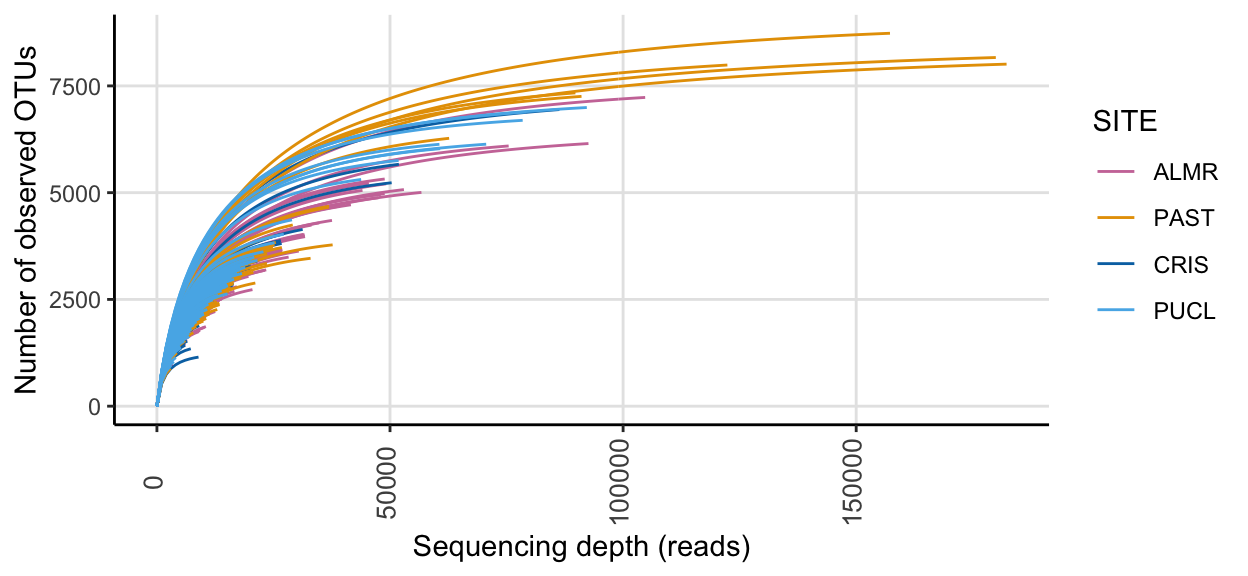 Number of observed OTUs
7500
5000
2500
0
0
50000
100000
150000
Sequencing depth (reads)
SITE
ALMR
PAST
CRIS
PUCL